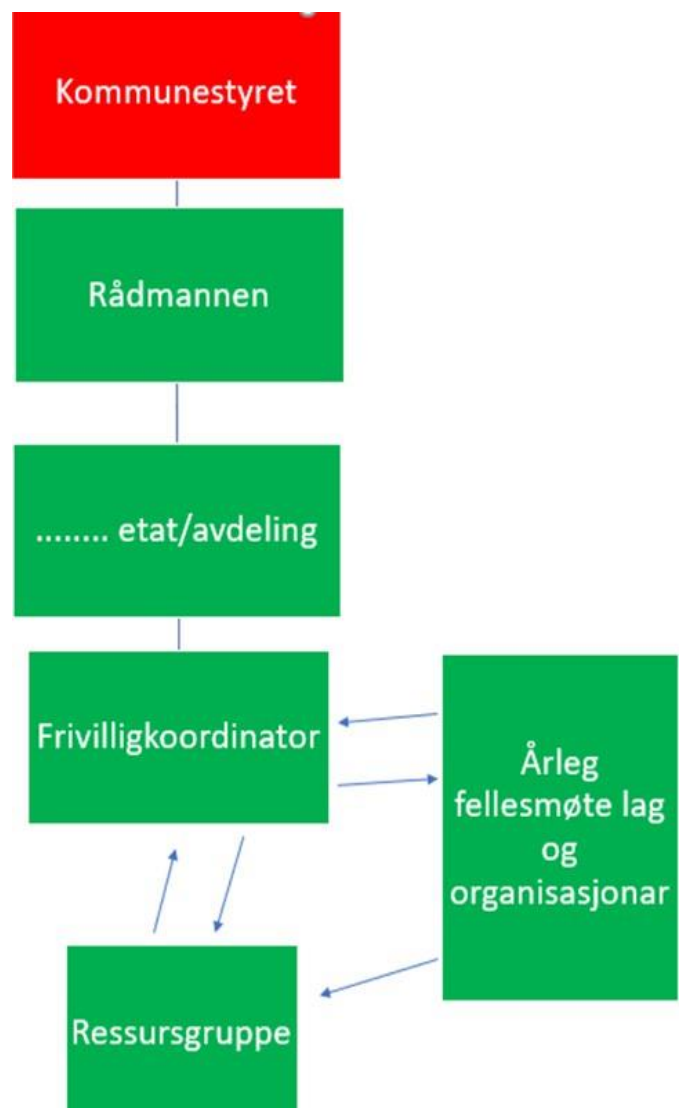 Kommunestyret
Rådmannen
........ etat/avdeling
Frivilligkoordinator
Årleg
fellesmøte lag
og
organisasjonar
Ressursgruppe